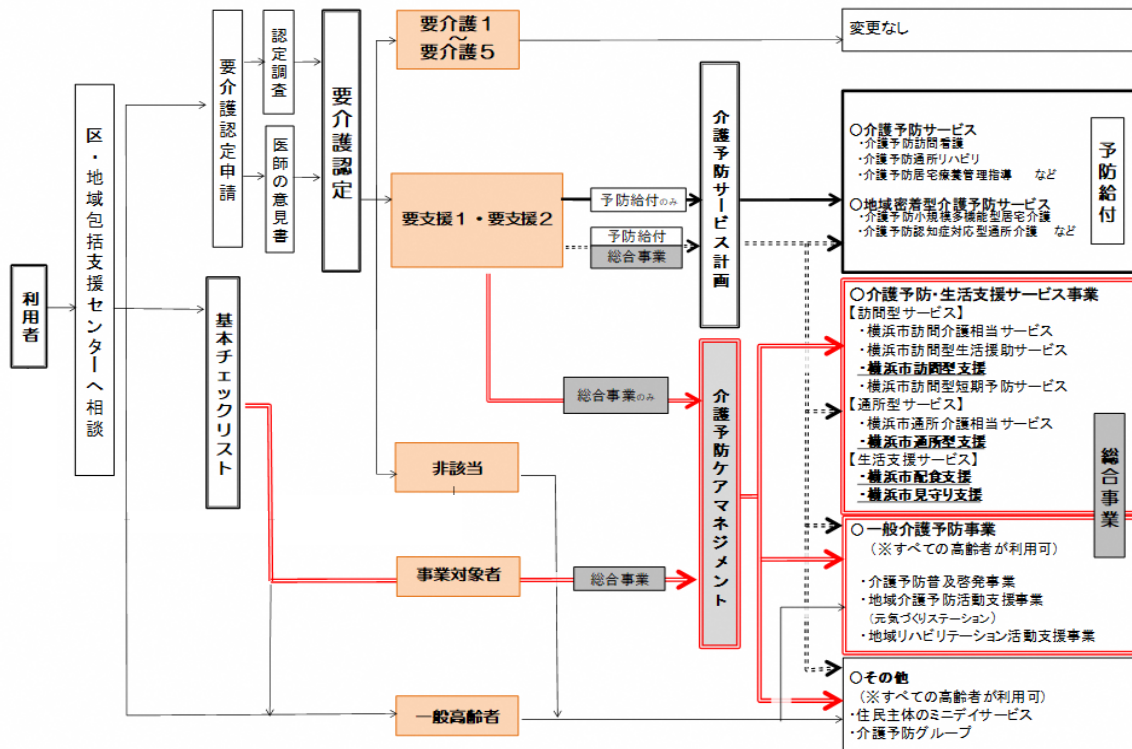 利用者
区・地域包括支援センターへ相談
要介護認定申請
認定調査
医師の意見書
要介護認定
基本チェックリスト
要介護1
～
要介護5
要支援1・要支援2
非該当
事業対象者
一般高齢者
予防給付のみ
予防給付
総合事業
総合事業のみ
総合事業
介護予防サービス計画
介護予防ケアマネジメント
変更なし
○介護予防サービス
・介護予防訪問看護
・介護予防通所リハビリ
・介護予防居宅療養管理指導　など
○地域密着型介護予防サービス
・介護予防小規模多機能型居宅介護
・介護予防認知症対応型通所介護　など
予防給付
○介護予防・生活支援サービス事業
【訪問型サービス】
・横浜市訪問介護相当サービス
・横浜市訪問型生活援助サービス
・横浜市訪問型支援
・横浜市訪問型短期予防サービス
【通所型サービス】
・横浜市通所介護相当サービス
・横浜市通所型支援
【生活支援サービス】
・横浜市配食支援
・横浜市見守り支援
総合事業
○一般介護予防事業
（※すべての高齢者が利用可）
・介護予防普及啓発事業
・地域介護予防活動支援事業
（元気づくりステーション）
・地域リハビリテーション活動支援事業
○その他
（※すべての高齢者が利用可）
・住民主体のミニデイサービス
・介護予防グループ